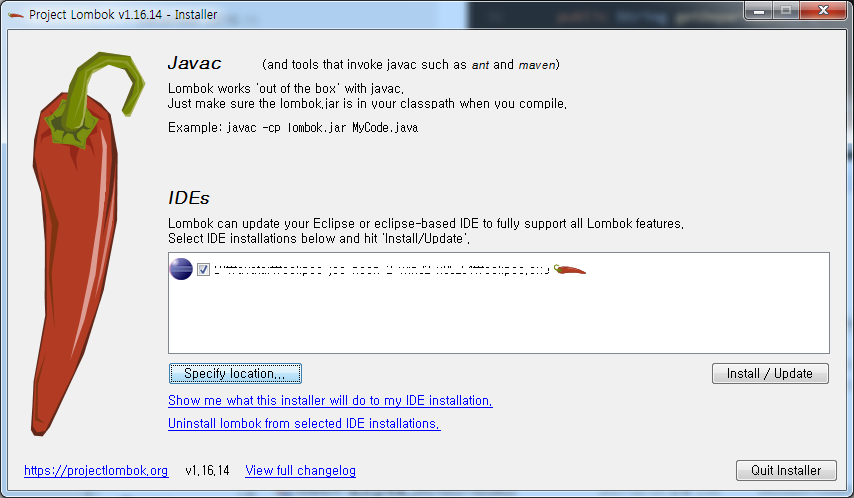 Project Lombok v1.16.14 - Installer
public String
Javac (and tools that invoke javac such as ant and maven)
Lombok works 'out of the box' with javac.
Just make sure the lombok.jar is in your classpath when you compile.
Example: javac -cp lombok.jar MyCode.java
IDEs
Lombok can update your Eclipse or eclipse-based IDE to fully support all Lombok features.
Select IDE installations below and hit 'Install/Update'.
Specify location...
Install / Update
Show me what this installer will do to my IDE installation.
Uninstall lombok from selected IDE installations.
https://projectlombok.org v1.16.14 View full changelog
Quit Installer